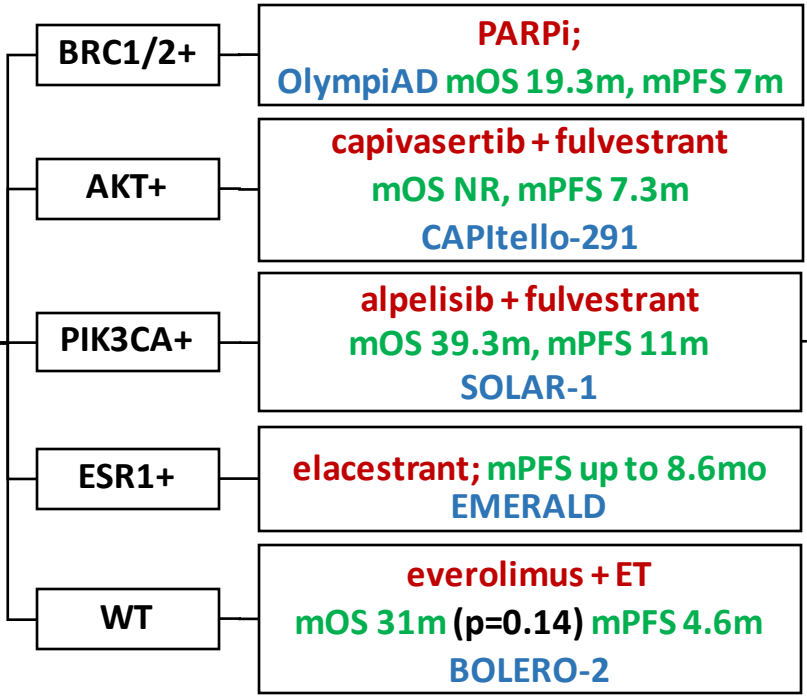 BRC1/2+
PARPi;
OlympiAD mOS 19.3m, mPFS 7m
AKT+
capivasertib + fulvestrant
mOS NR, mPFS 7.3m
CAPItello-291
PIK3CA+
alpelisib + fulvestrant
mOS 39.3m, mPFS 11m
SOLAR-1
ESR1+
elacestrant; mPFS up to 8.6mo
EMERALD
WT
everolimus + ET
mOS 31m (p=0.14) mPFS 4.6m
BOLERO-2